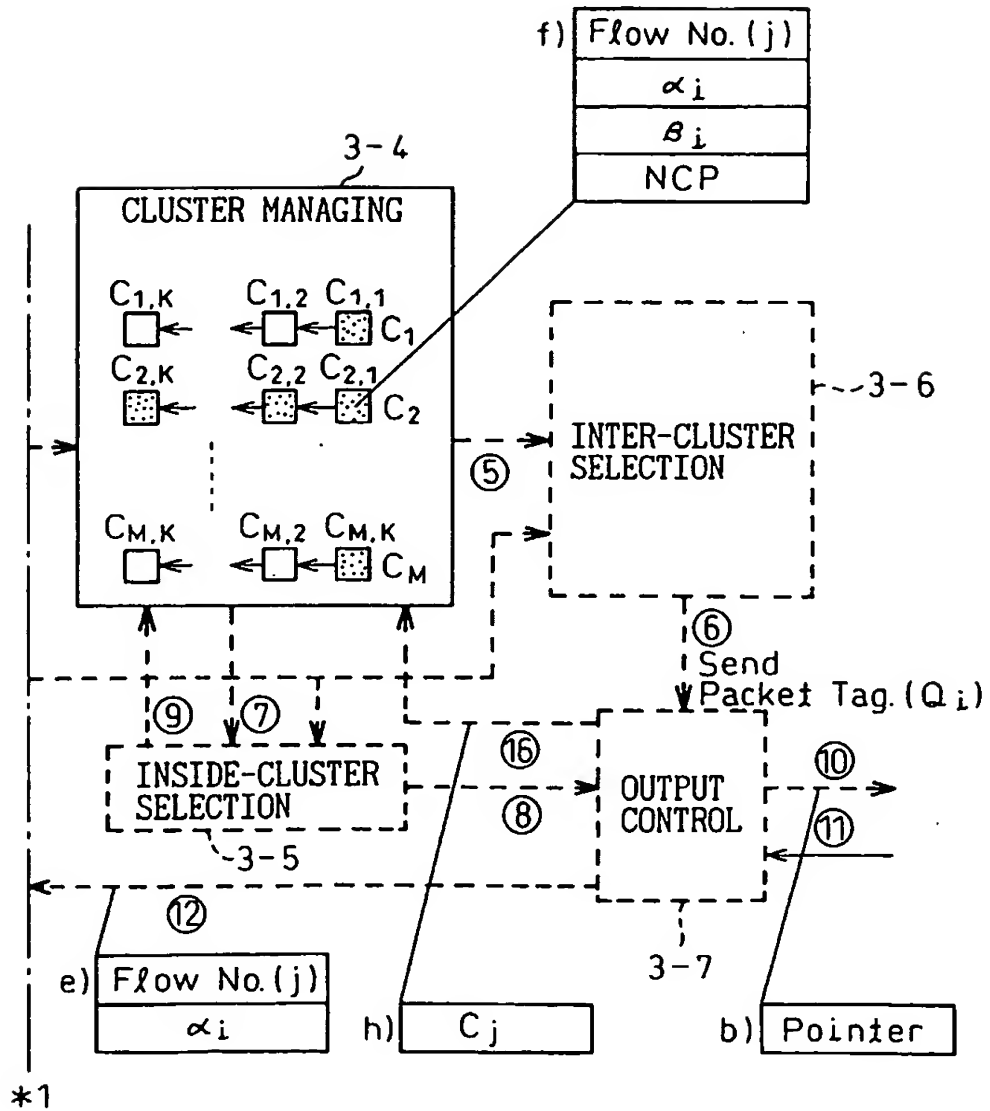 f) Flow No.(j)
αi
βi
NCP
3-4
CLUSTER MANAGING
C1,K C1,2 C1,1
C1
C2,K C2,2 C2,1
C2
3-6
INTER-CLUSTER
SELECTION
⑤
CM,K CM,2 CM,K
CM
⑥
Send
Packet Tag.(Qi)
⑨ ⑦
⑯
⑩
INSIDE-CLUSTER
SELECTION
⑧
OUTPUT
CONTROL
⑪
3-5
⑫
3-7
e) Flow No.(j)
αi
h) Cj
b) Pointer
*1